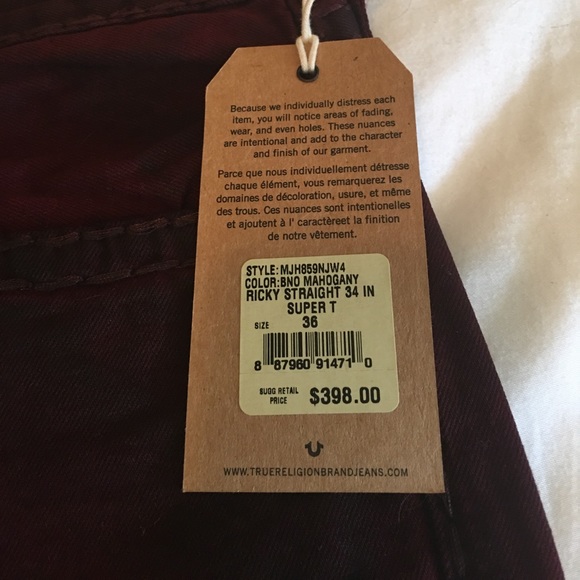 Because we individually distress each
item, you will notice areas of fading,
wear, and even holes. These nuances
are intentional and add to the character
and finish of our garment.
Parce que nous individuellement détresse
chaque élément, vous remarquerez les
domaines de décoloration, usure, et même
des trous. Ces nuances sont intentionelles
et ajoutent à l' caractèreet la finition
de notre vêtement.
STYLE:MJH859NJW4
COLOR:BNO MAHOGANY
RICKY STRAIGHT 34 IN
SUPER T
SIZE 36
8 87960 91471 0
SUGG RETAIL
PRICE $398.00
WWW.TRUERELIGIONBRANDJEANS.COM